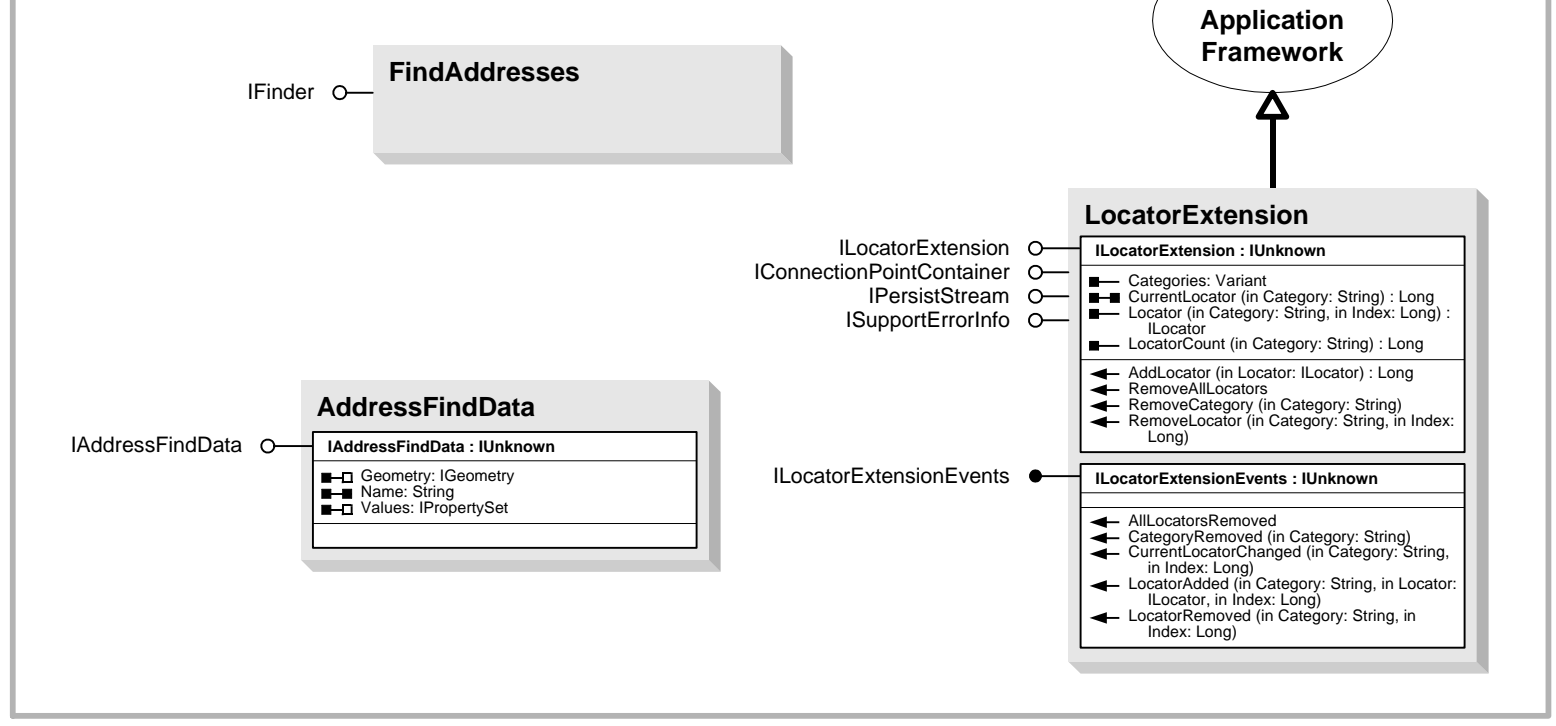 Application
Framework
FindAddresses
IFinder
LocatorExtension
ILocatorExtension
IConnectionPointContainer
IPersistStream
ISupportErrorInfo
ILocatorExtension : IUnknown
Categories: Variant
CurrentLocator (in Category: String) : Long
Locator (in Category: String, in Index: Long) :
ILocator
LocatorCount (in Category: String) : Long
AddLocator (in Locator: ILocator) : Long
RemoveAllLocators
RemoveCategory (in Category: String)
RemoveLocator (in Category: String, in Index:
Long)
AddressFindData
IAddressFindData
IAddressFindData : IUnknown
Geometry: IGeometry
Name: String
Values: IPropertySet
ILocatorExtensionEvents
ILocatorExtensionEvents : IUnknown
AllLocatorsRemoved
CategoryRemoved (in Category: String)
CurrentLocatorChanged (in Category: String,
in Index: Long)
LocatorAdded (in Category: String, in Locator:
ILocator, in Index: Long)
LocatorRemoved (in Category: String, in
Index: Long)